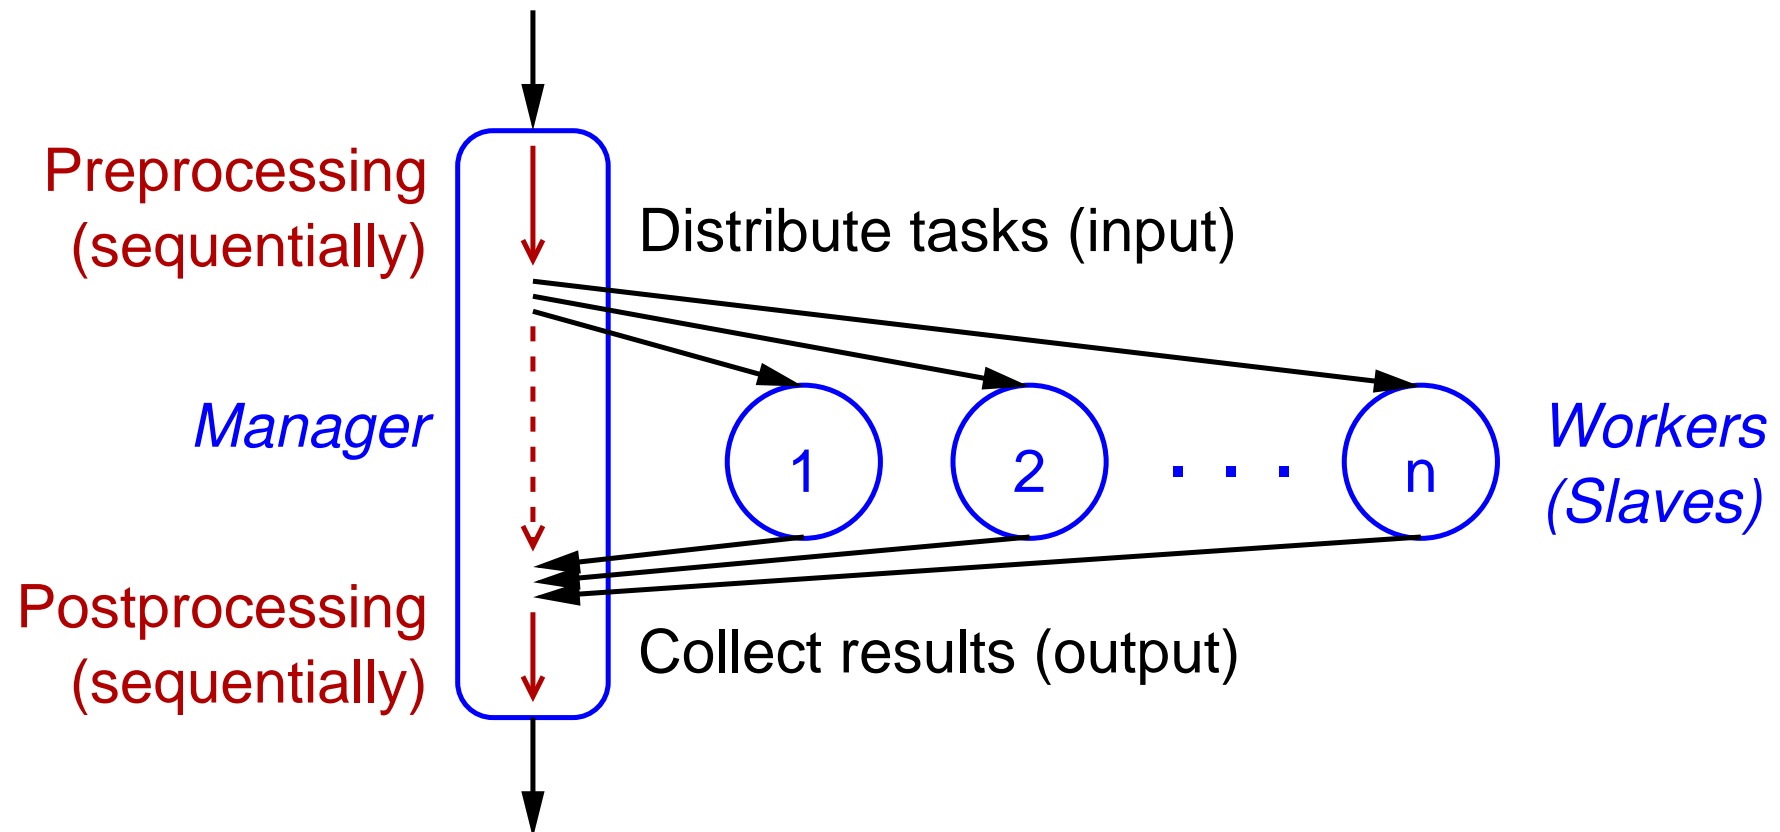 Preprocessing
(sequentially)
Distribute tasks (input)
Manager
1
2
. . .
n
Workers
(Slaves)
Postprocessing
(sequentially)
Collect results (output)